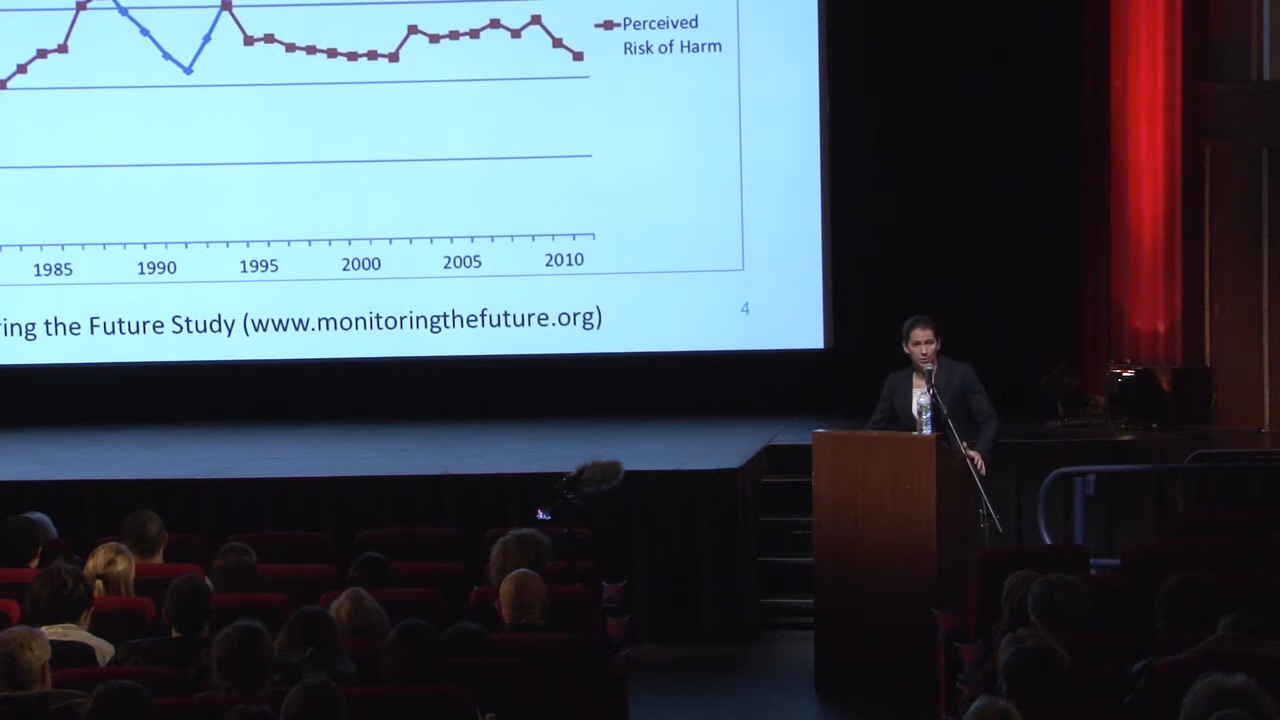 Perceived
Risk of Harm
1985 1990 1995 2000 2005 2010
ring the Future Study (www.monitoringthefuture.org)
4